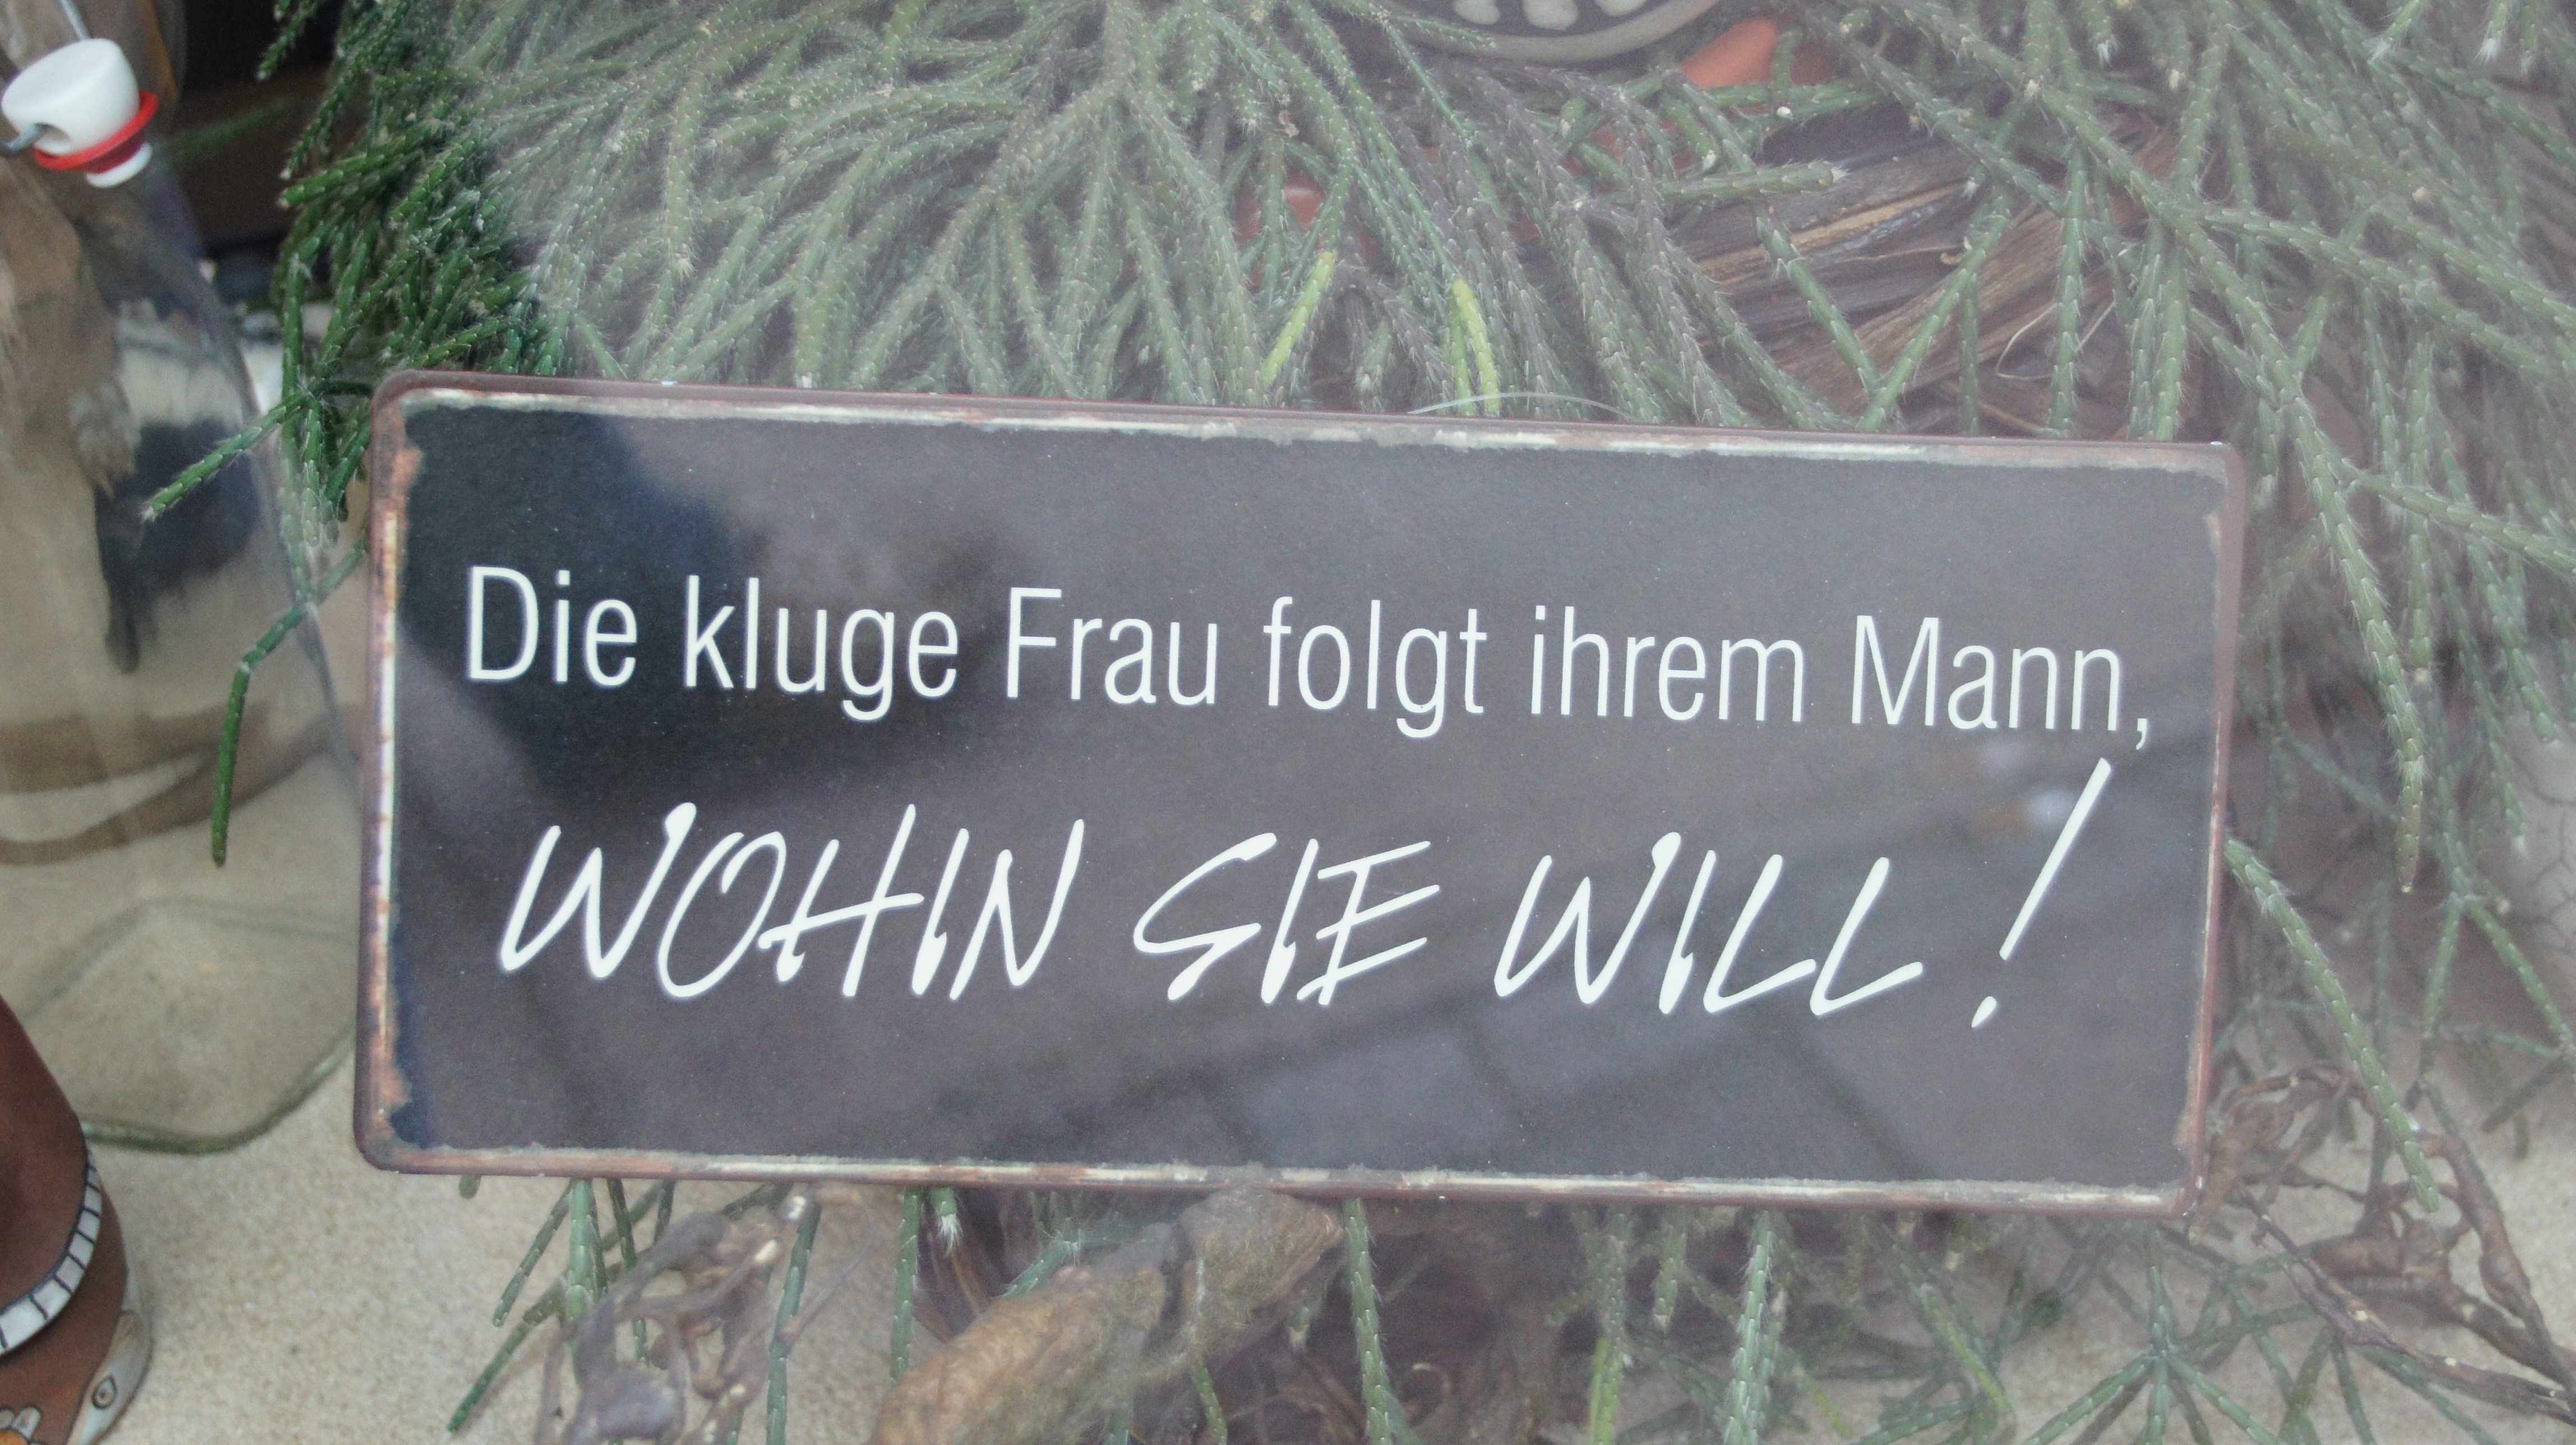 Die kluge Frau folgt ihrem Mann,
WOHIN SIE WILL!